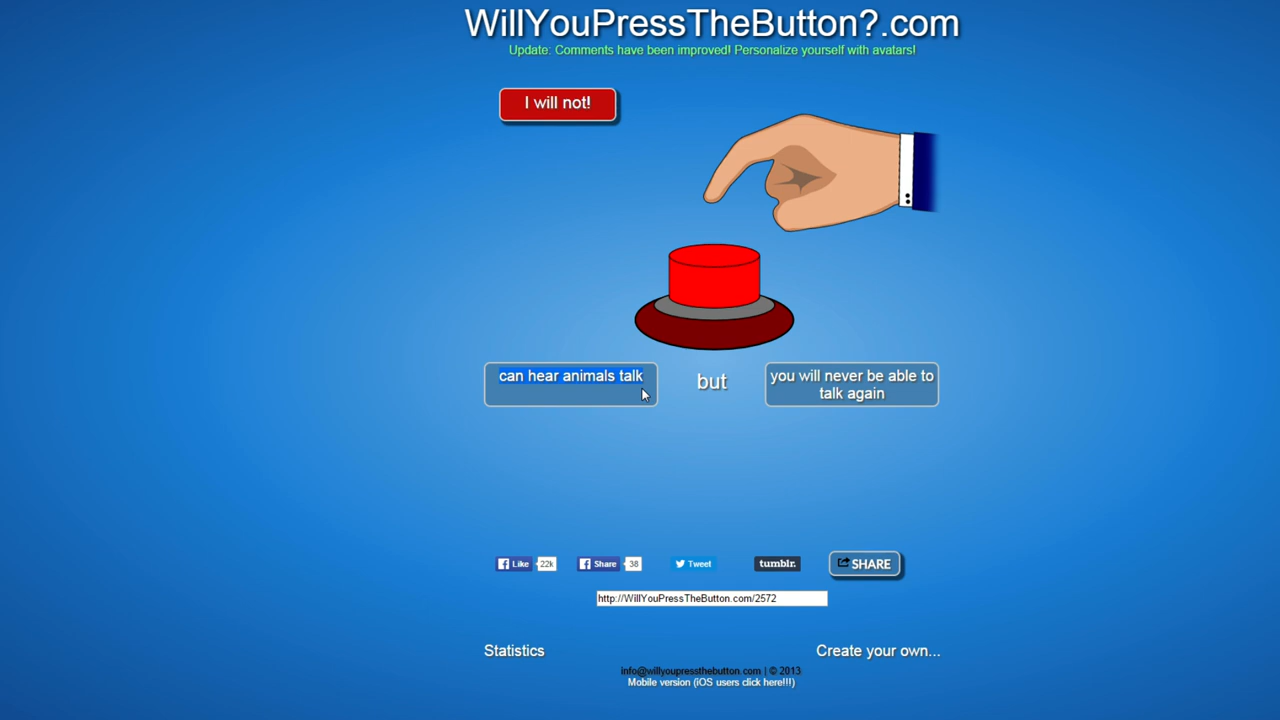 WillYouPressTheButton?.com
Update: Comments have been improved! Personalize yourself with avatars!
I will not!
can hear animals talk
but
you will never be able to
talk again
Like 22k
Share 38
Tweet
tumblr.
SHARE
http://WillYouPressTheButton.com/2572
Statistics
Create your own...
info@willyoupressthebutton.com | © 2013
Mobile version (iOS users click here!!!)